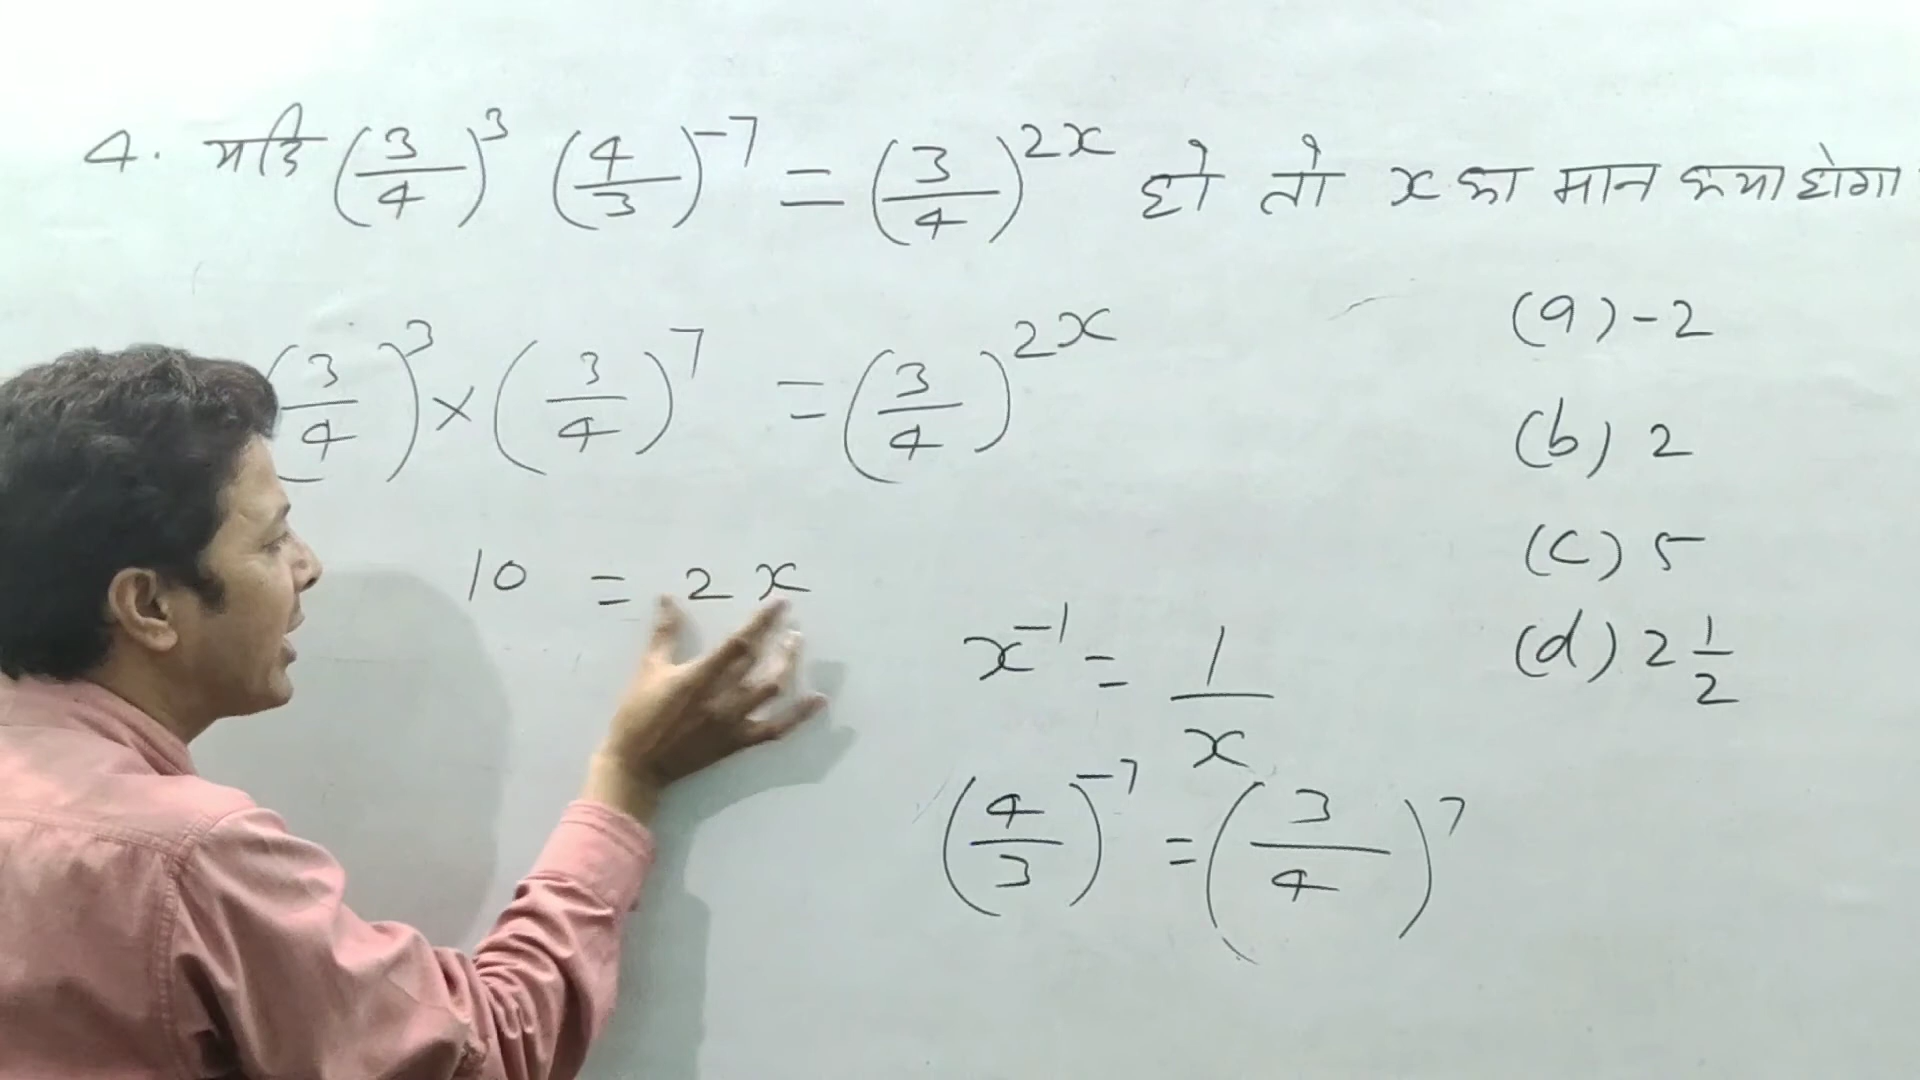 4. यदि (3/4)^3 (4/3)^-7 = (3/4)^2x हो तो x का मान क्या होगा
(3/4)^3 × (3/4)^7 = (3/4)^2x
10 = 2x
x^-1 = 1/x
(4/3)^-7 = (3/4)^7
(a) -2
(b) 2
(c) 5
(d) 2 1/2